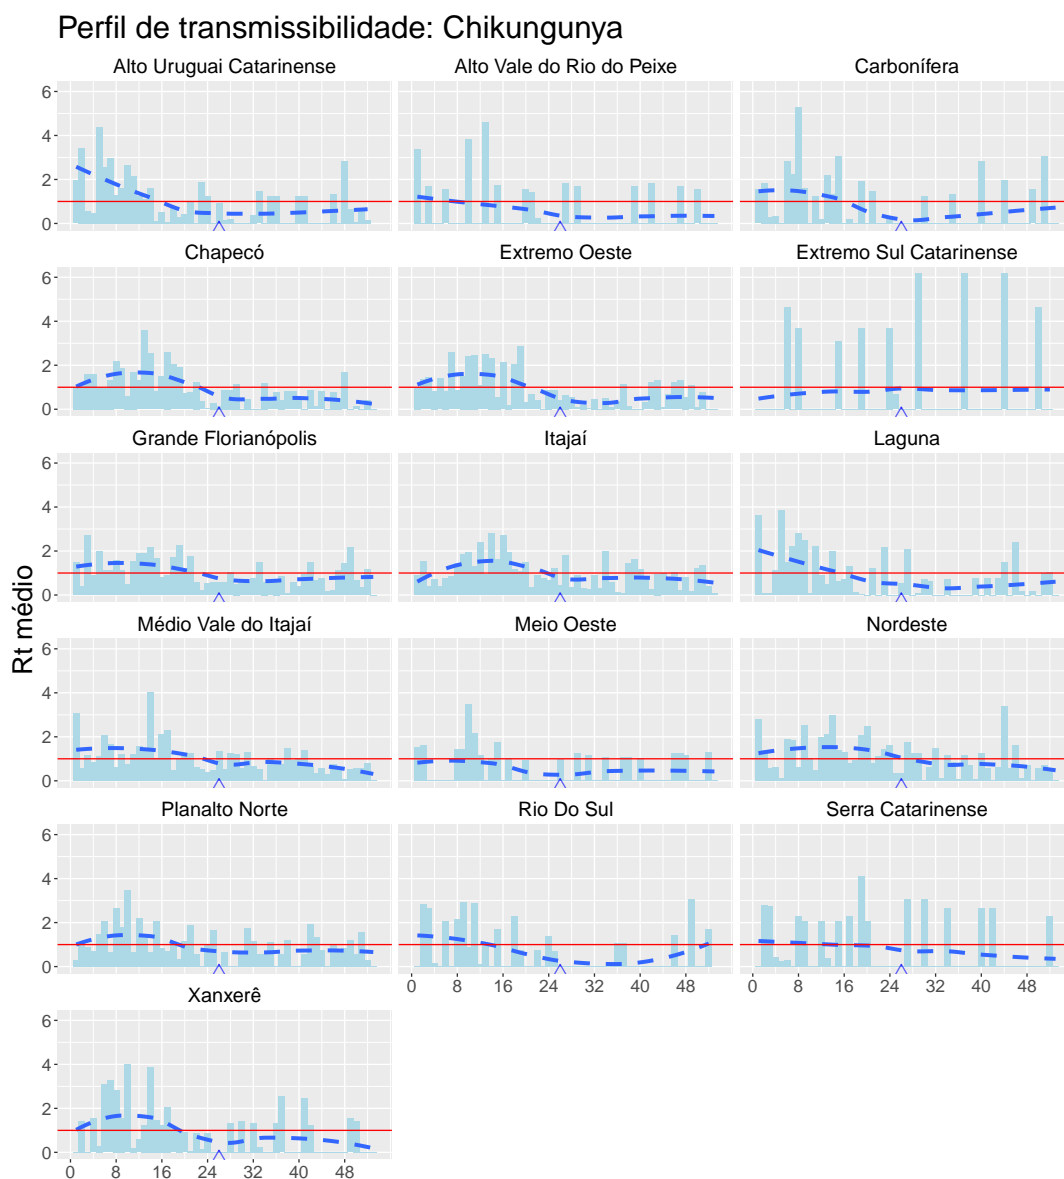 Perfil de transmissibilidade: Chikungunya
Alto Uruguai Catarinense
Alto Vale do Rio do Peixe
Carbonífera
6
4
2
0
Chapecó
Extremo Oeste
Extremo Sul Catarinense
6
4
2
0
Grande Florianópolis
Itajaí
Laguna
6
4
2
0
Rt médio
Médio Vale do Itajaí
Meio Oeste
Nordeste
6
4
2
0
Planalto Norte
Rio Do Sul
Serra Catarinense
6
4
2
0
0 8 16 24 32 40 48
0 8 16 24 32 40 48
Xanxerê
6
4
2
0
0 8 16 24 32 40 48